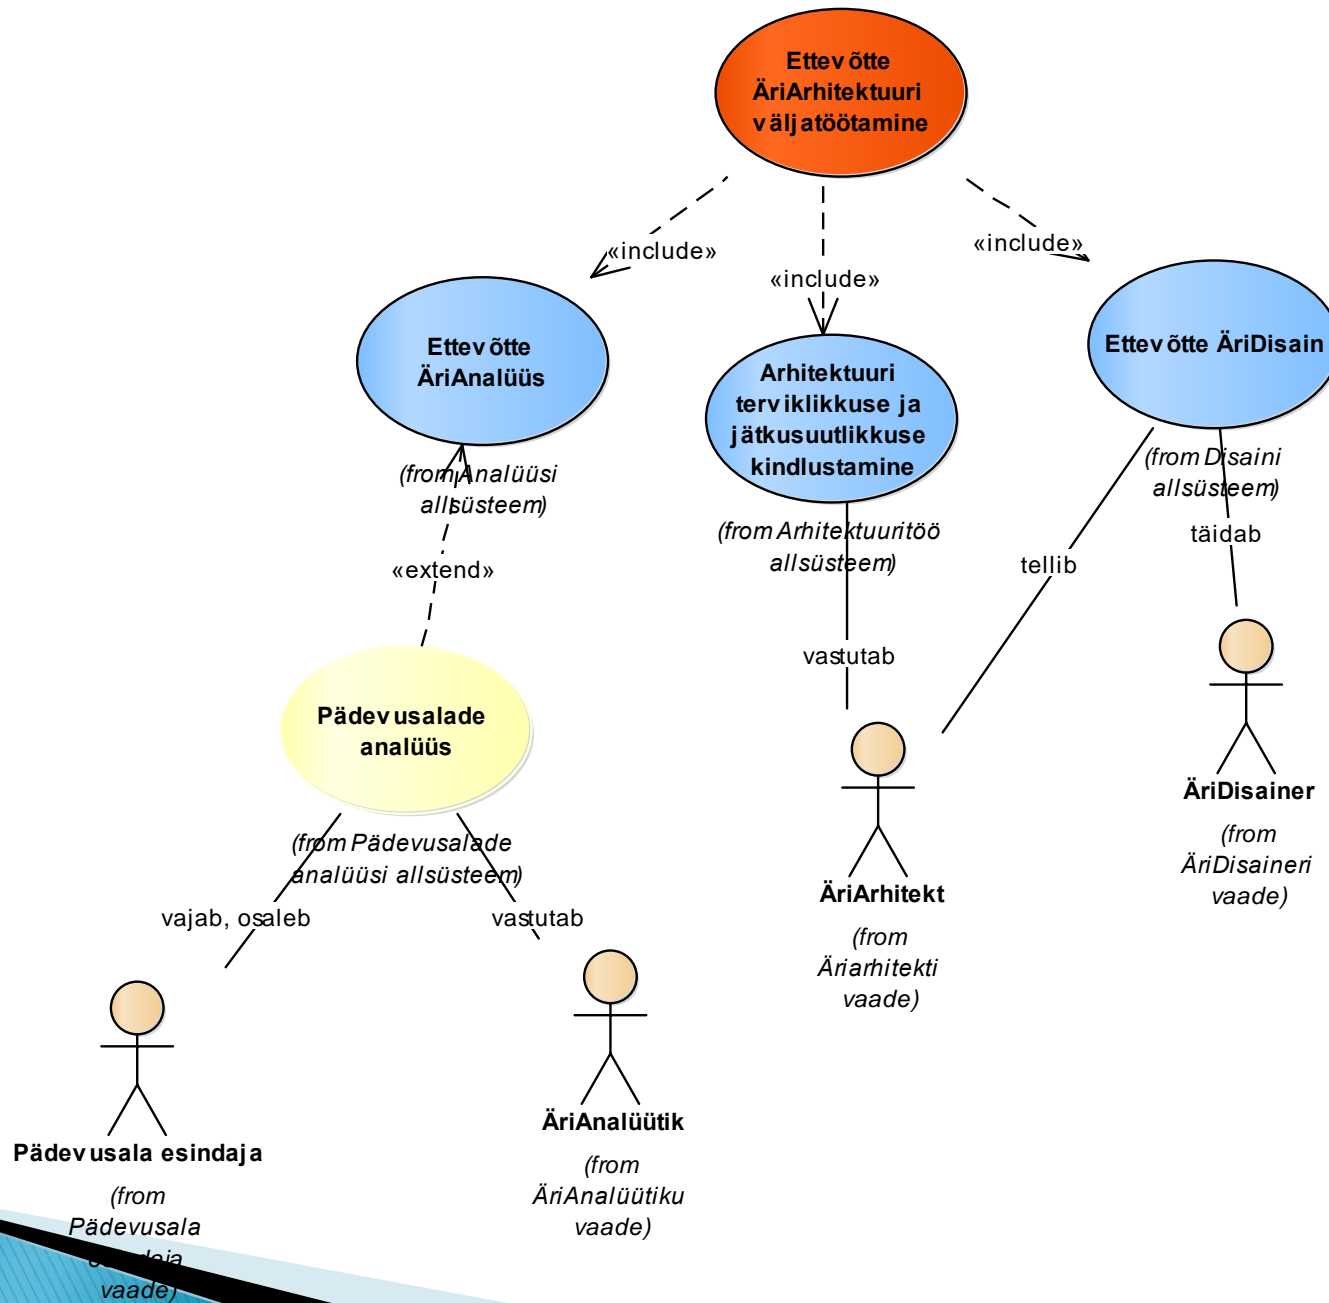 Ettevõtte
ÄriArhitektuuri
väljatöötamine
«include»
«include»
«include»
Ettevõtte
ÄriAnalüüs
(from Analüüsi
allsüsteem)
Arhitektuuri
terviklikkuse ja
jätkusuutlikkuse
kindlustamine
(from Arhitektuuritöö
allsüsteem)
Ettevõtte ÄriDisain
(from Disaini
allsüsteem)
«extend»
tellib
täidab
vastutab
Pädevusalade
analüüs
(from Pädevusalade
analüüsi allsüsteem)
vajab, osaleb
vastutab
ÄriDisainer
(from
ÄriDisaineri
vaade)
ÄriArhitekt
(from
Äriarhitekti
vaade)
ÄriAnalüütik
(from
ÄriAnalüütiku
vaade)
Pädevusala esindaja
(from
Pädevusala
esindaja
vaade)